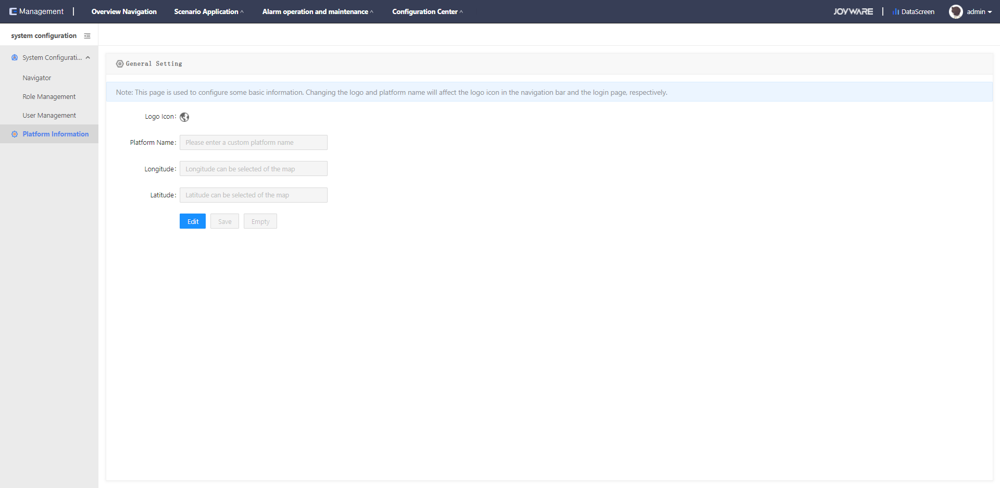 Management | Overview Navigation Scenario Application Alarm operation and maintenance Configuration Center JOYWARE | DataScreen admin
system configuration
System Configurati...
Navigator
Role Management
User Management
Platform Information
General Setting
Note: This page is used to configure some basic information. Changing the logo and platform name will affect the logo icon in the navigation bar and the login page, respectively.
Logo Icon:
Platform Name: Please enter a custom platform name
Longitude: Longitude can be selected of the map
Latitude: Latitude can be selected of the map
Edit Save Empty